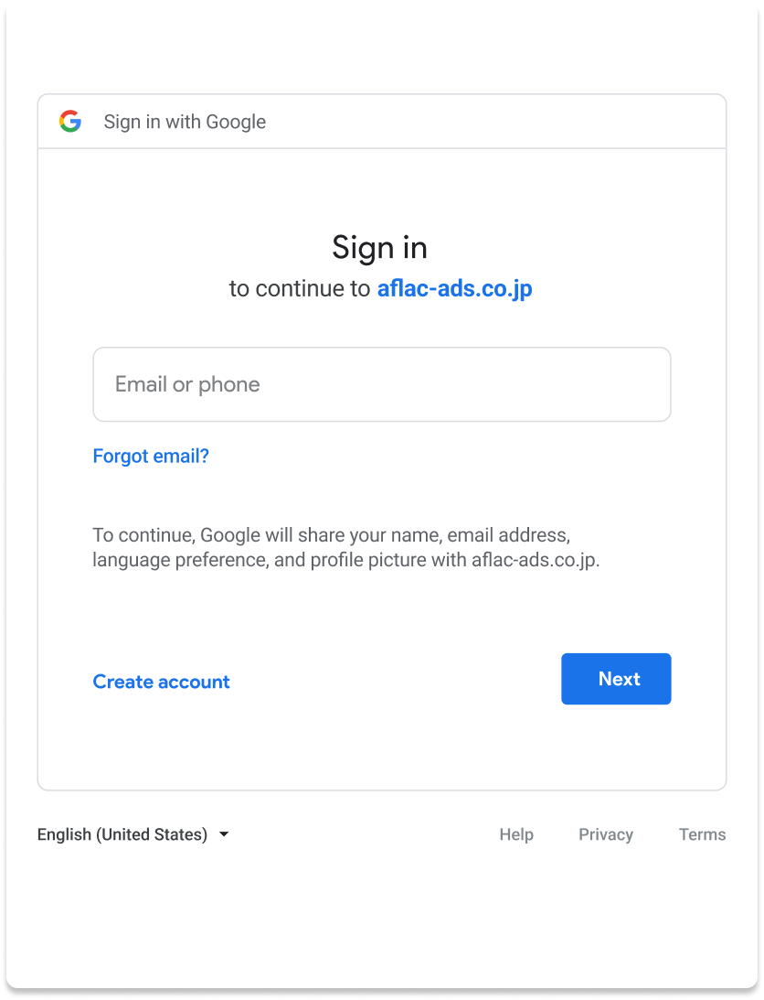 Sign in with Google
Sign in
to continue to aflac-ads.co.jp
Email or phone
Forgot email?
To continue, Google will share your name, email address,
language preference, and profile picture with aflac-ads.co.jp.
Create account
Next
English (United States)
Help
Privacy
Terms